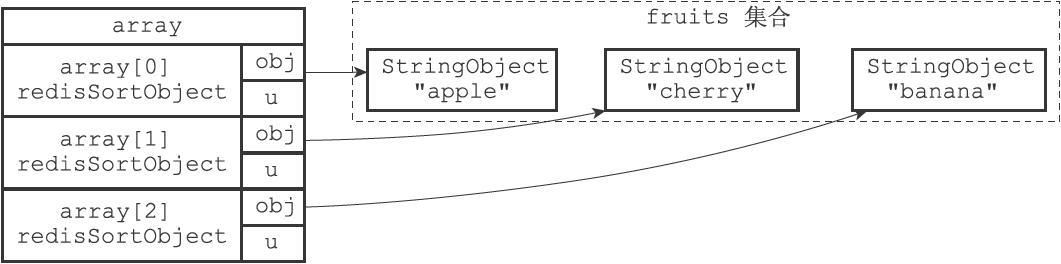 array
array[0]
redisSortObject
obj
u
array[1]
redisSortObject
obj
u
array[2]
redisSortObject
obj
u
fruits 集合
StringObject
"apple"
StringObject
"cherry"
StringObject
"banana"